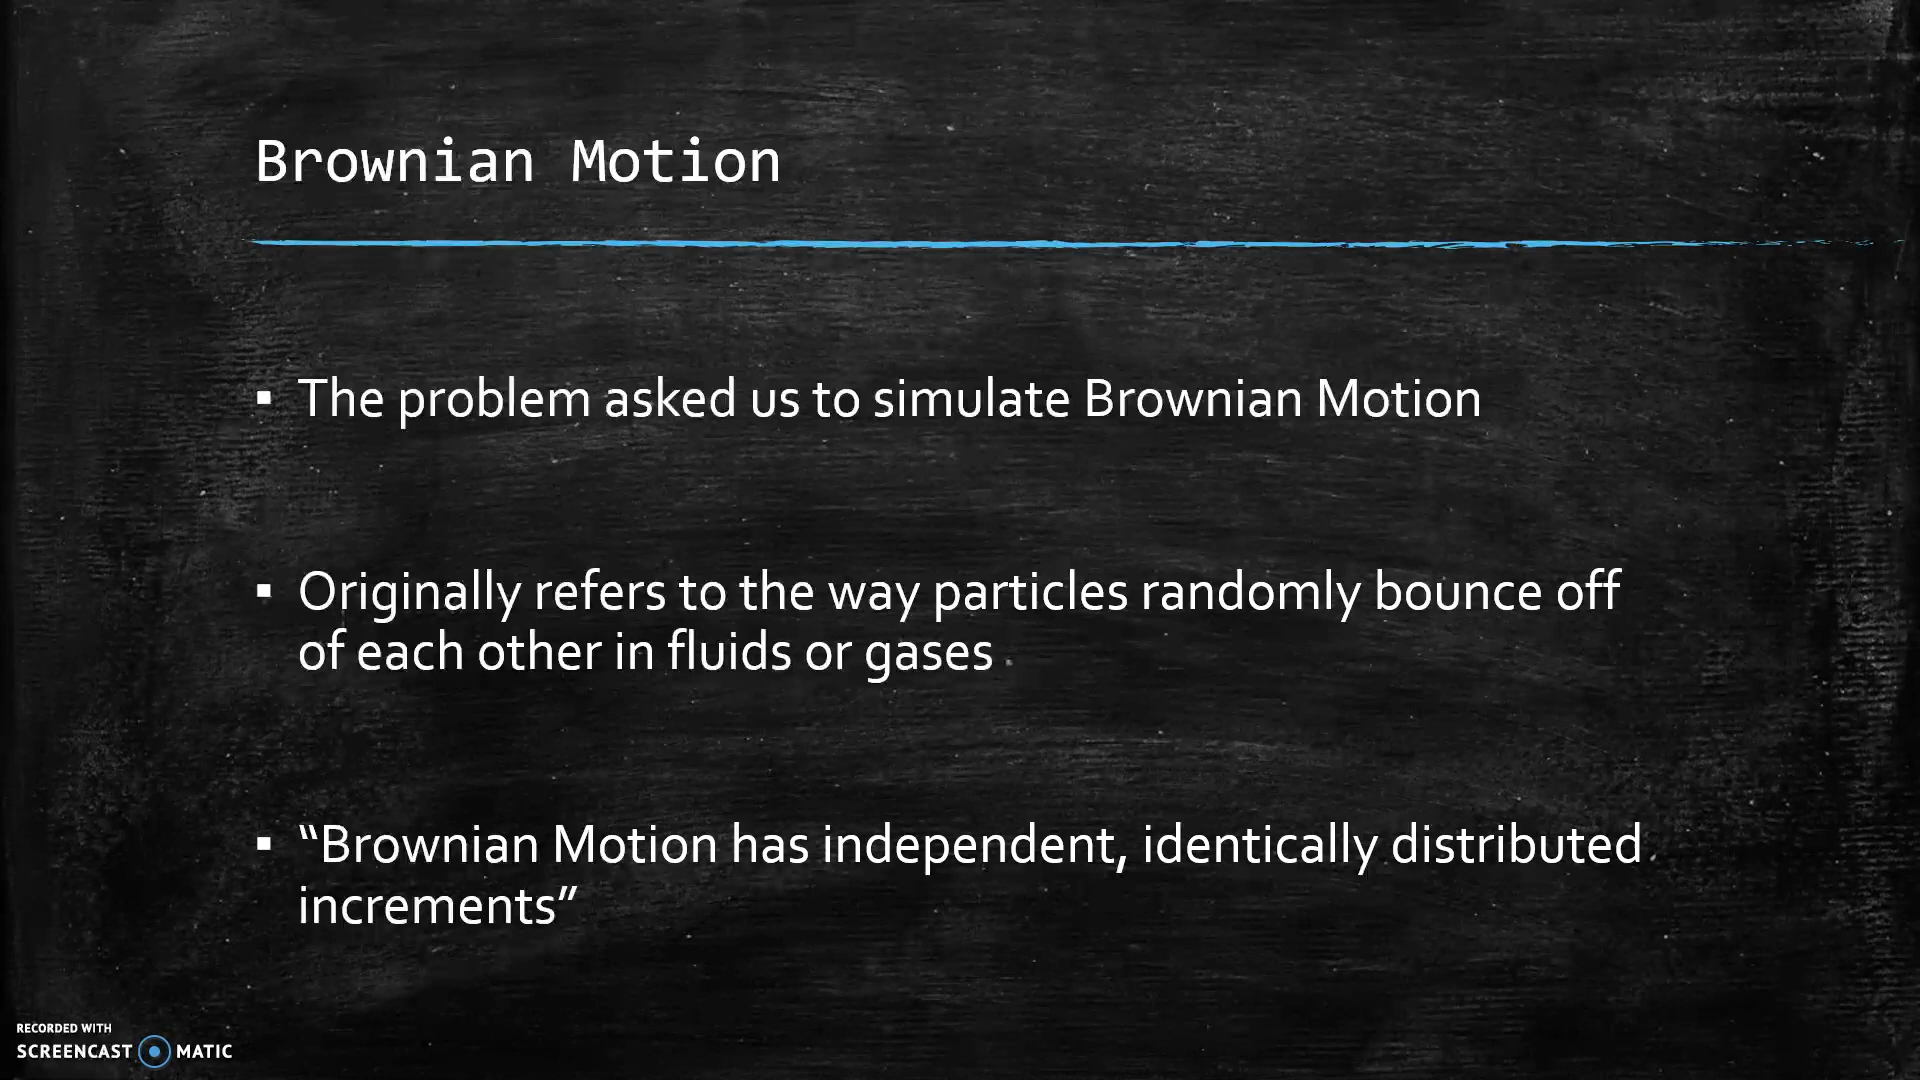 Brownian Motion
▪ The problem asked us to simulate Brownian Motion
▪ Originally refers to the way particles randomly bounce off
of each other in fluids or gases
▪ “Brownian Motion has independent, identically distributed
increments”
RECORDED WITH
SCREENCAST MATIC